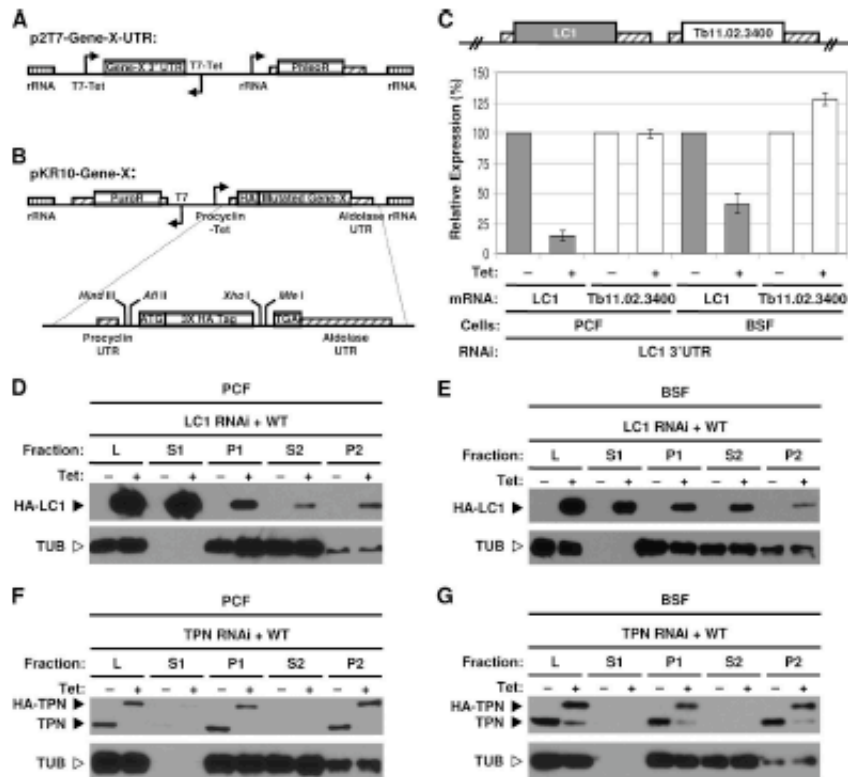 A
p2T7-Gene-X-UTR:
Gene-X 3' UTR
T7-Tet
PhleoR
rRNA
T7-Tet
rRNA
rRNA
B
pKR10-Gene-X:
PuroR
T7
HA
Mutated Gene-X
rRNA
Procyclin
-Tet
Aldolase
UTR
rRNA
Hind III
Afl II
Xho I
Mfe I
ATG
3X HA Tag
TGA
Procyclin
UTR
Aldolase
UTR
C
LC1
Tb11.02.3400
Relative Expression (%)
150
125
100
75
50
25
0
Tet: – + – + – + – +
mRNA: LC1 Tb11.02.3400 LC1 Tb11.02.3400
Cells: PCF BSF
RNAi: LC1 3'UTR
D
PCF
LC1 RNAi + WT
Fraction: L S1 P1 S2 P2
Tet: – + – + – + – + – +
HA-LC1
TUB
E
BSF
LC1 RNAi + WT
Fraction: L S1 P1 S2 P2
Tet: – + – + – + – + – +
HA-LC1
TUB
F
PCF
TPN RNAi + WT
Fraction: L S1 P1 S2 P2
Tet: – + – + – + – + – +
HA-TPN
TPN
TUB
G
BSF
TPN RNAi + WT
Fraction: L S1 P1 S2 P2
Tet: – + – + – + – + – +
HA-TPN
TPN
TUB